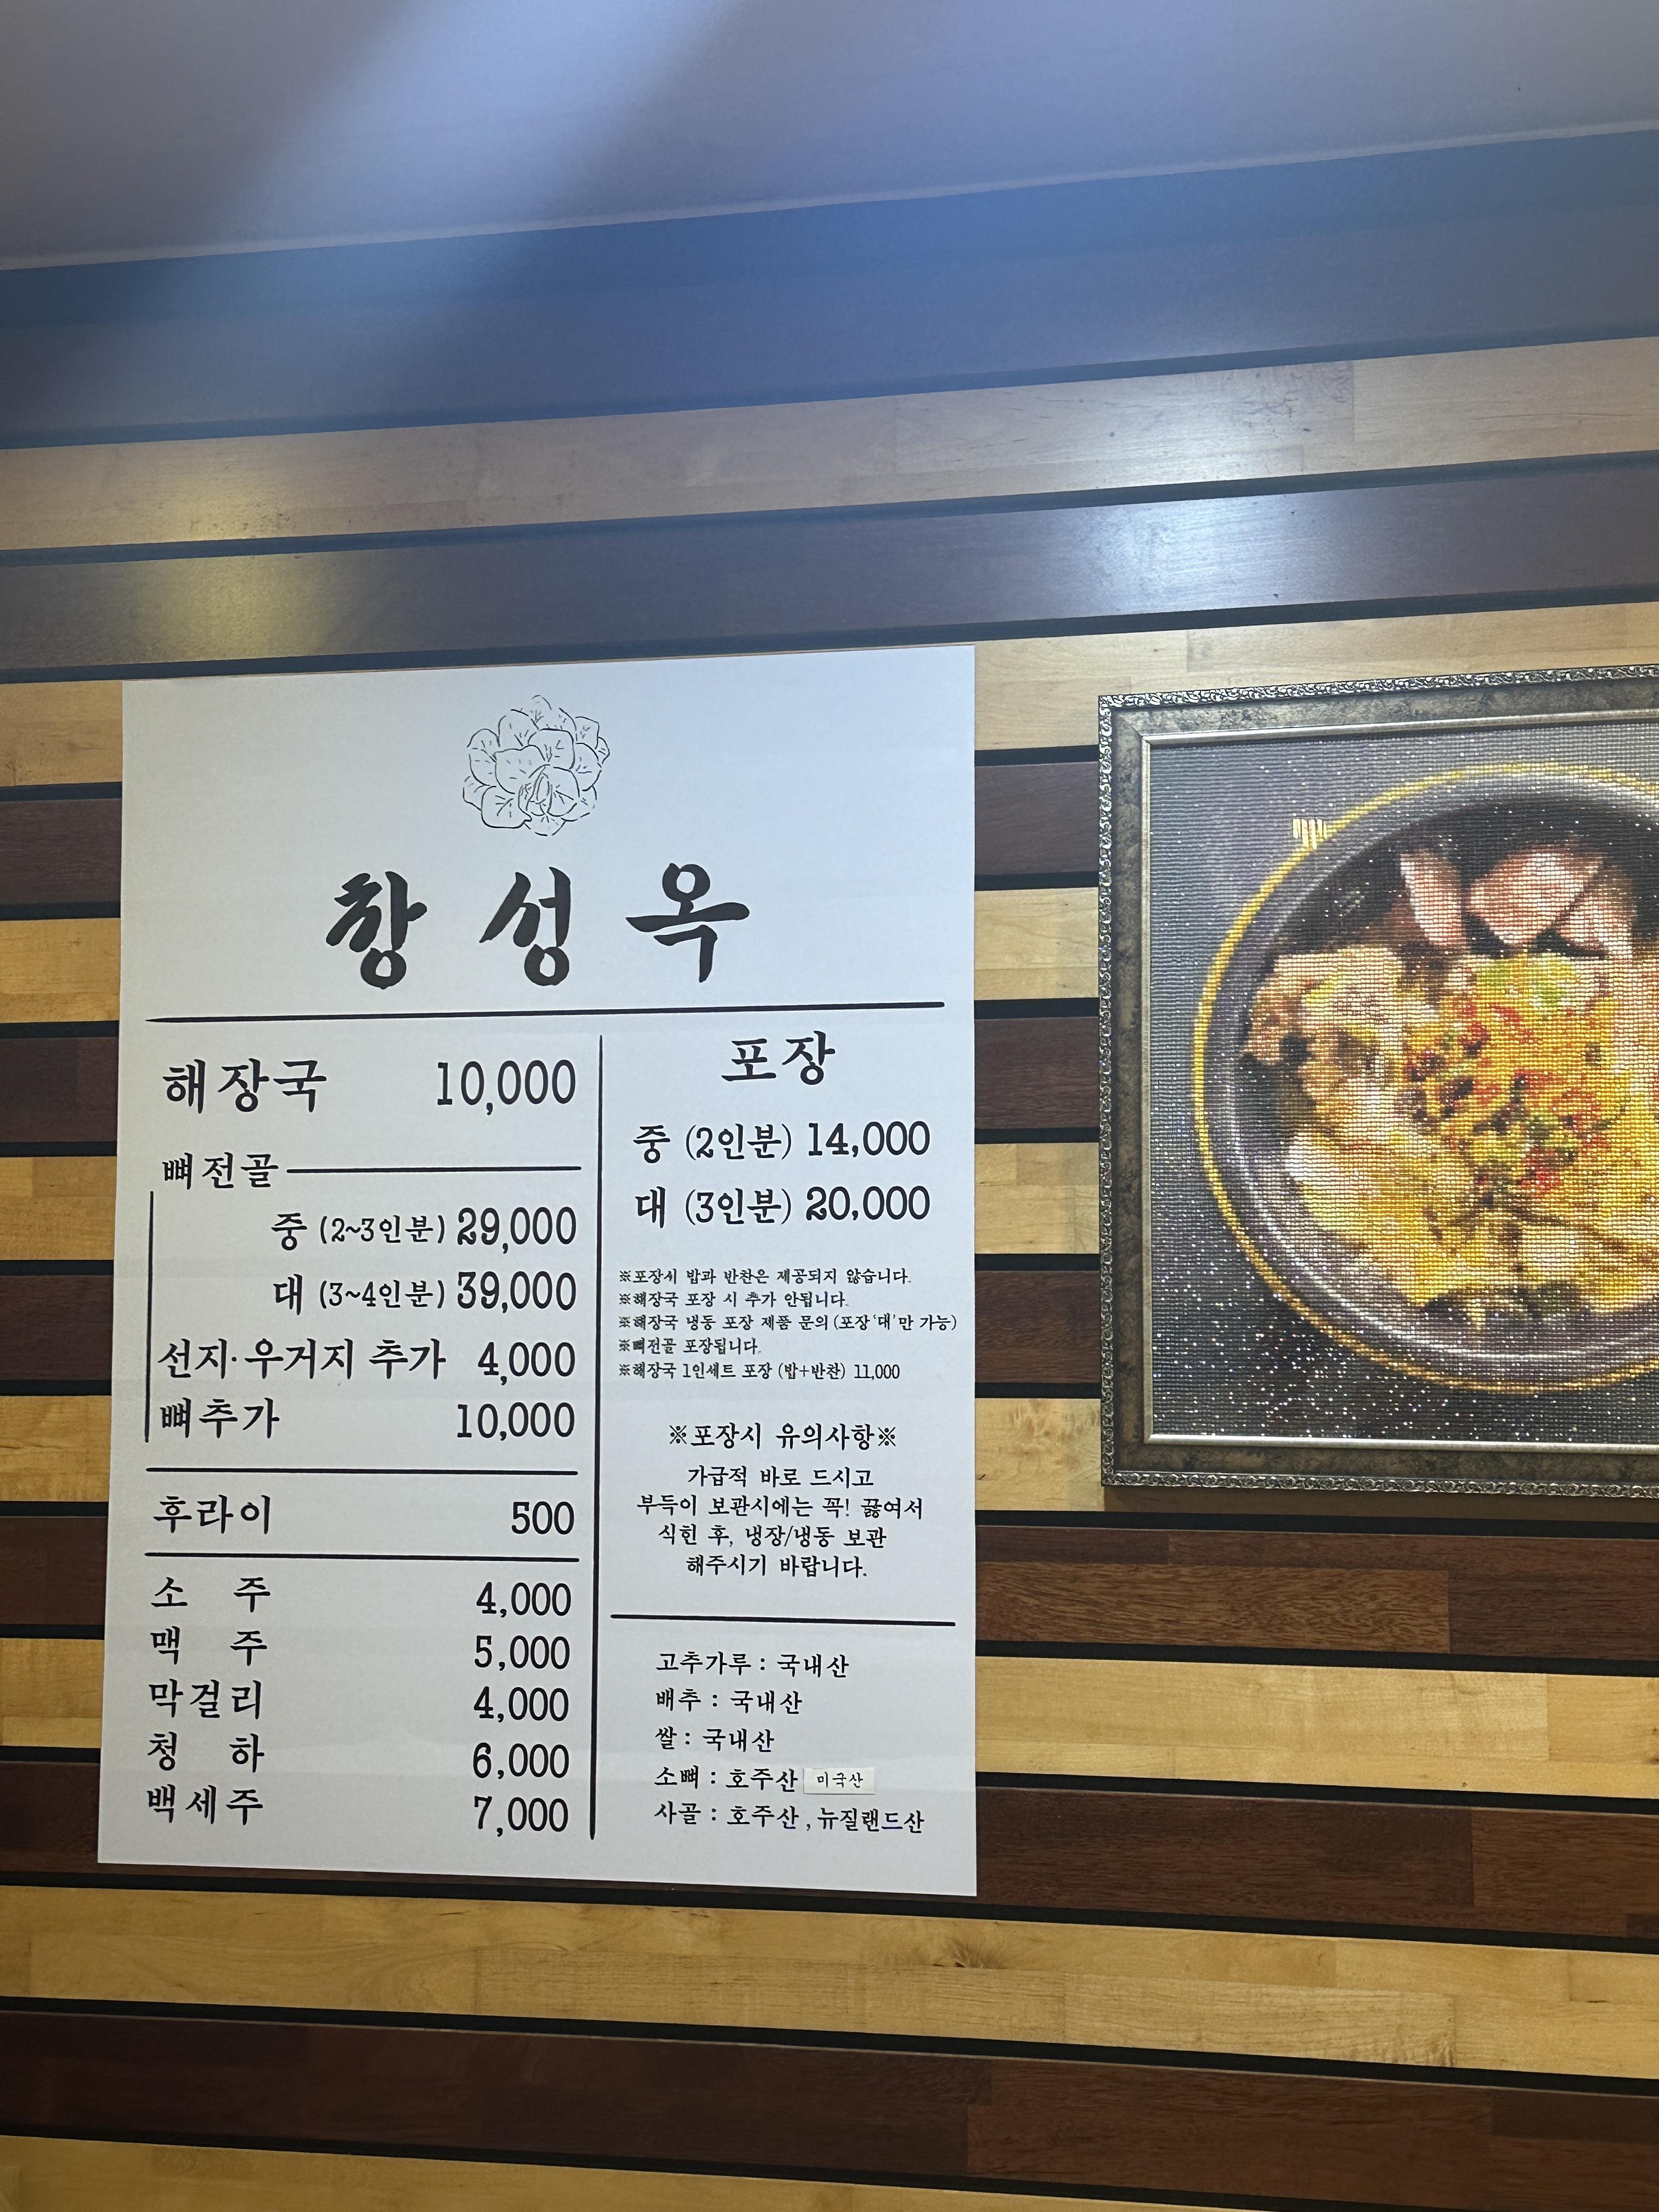 창성옥
해장국 10,000
뼈전골
중 (2~3인분) 29,000
대 (3~4인분) 39,000
선지·우거지 추가 4,000
뼈추가 10,000
후라이 500
소 주 4,000
맥 주 5,000
막걸리 4,000
청 하 6,000
백세주 7,000
포장
중 (2인분) 14,000
대 (3인분) 20,000
※포장시 밥과 반찬은 제공되지 않습니다.
※해장국 포장 시 추가 안됩니다.
※해장국 냉동 포장 제품 문의 (포장 '대'만 가능)
※뼈전골 포장됩니다.
※해장국 1인세트 포장 (밥+반찬) 11,000
※포장시 유의사항※
가급적 바로 드시고
부득이 보관시에는 꼭! 끓여서
식힌 후, 냉장/냉동 보관
해주시기 바랍니다.
고추가루 : 국내산
배추 : 국내산
쌀 : 국내산
소뼈 : 호주산 미국산
사골 : 호주산 , 뉴질랜드산